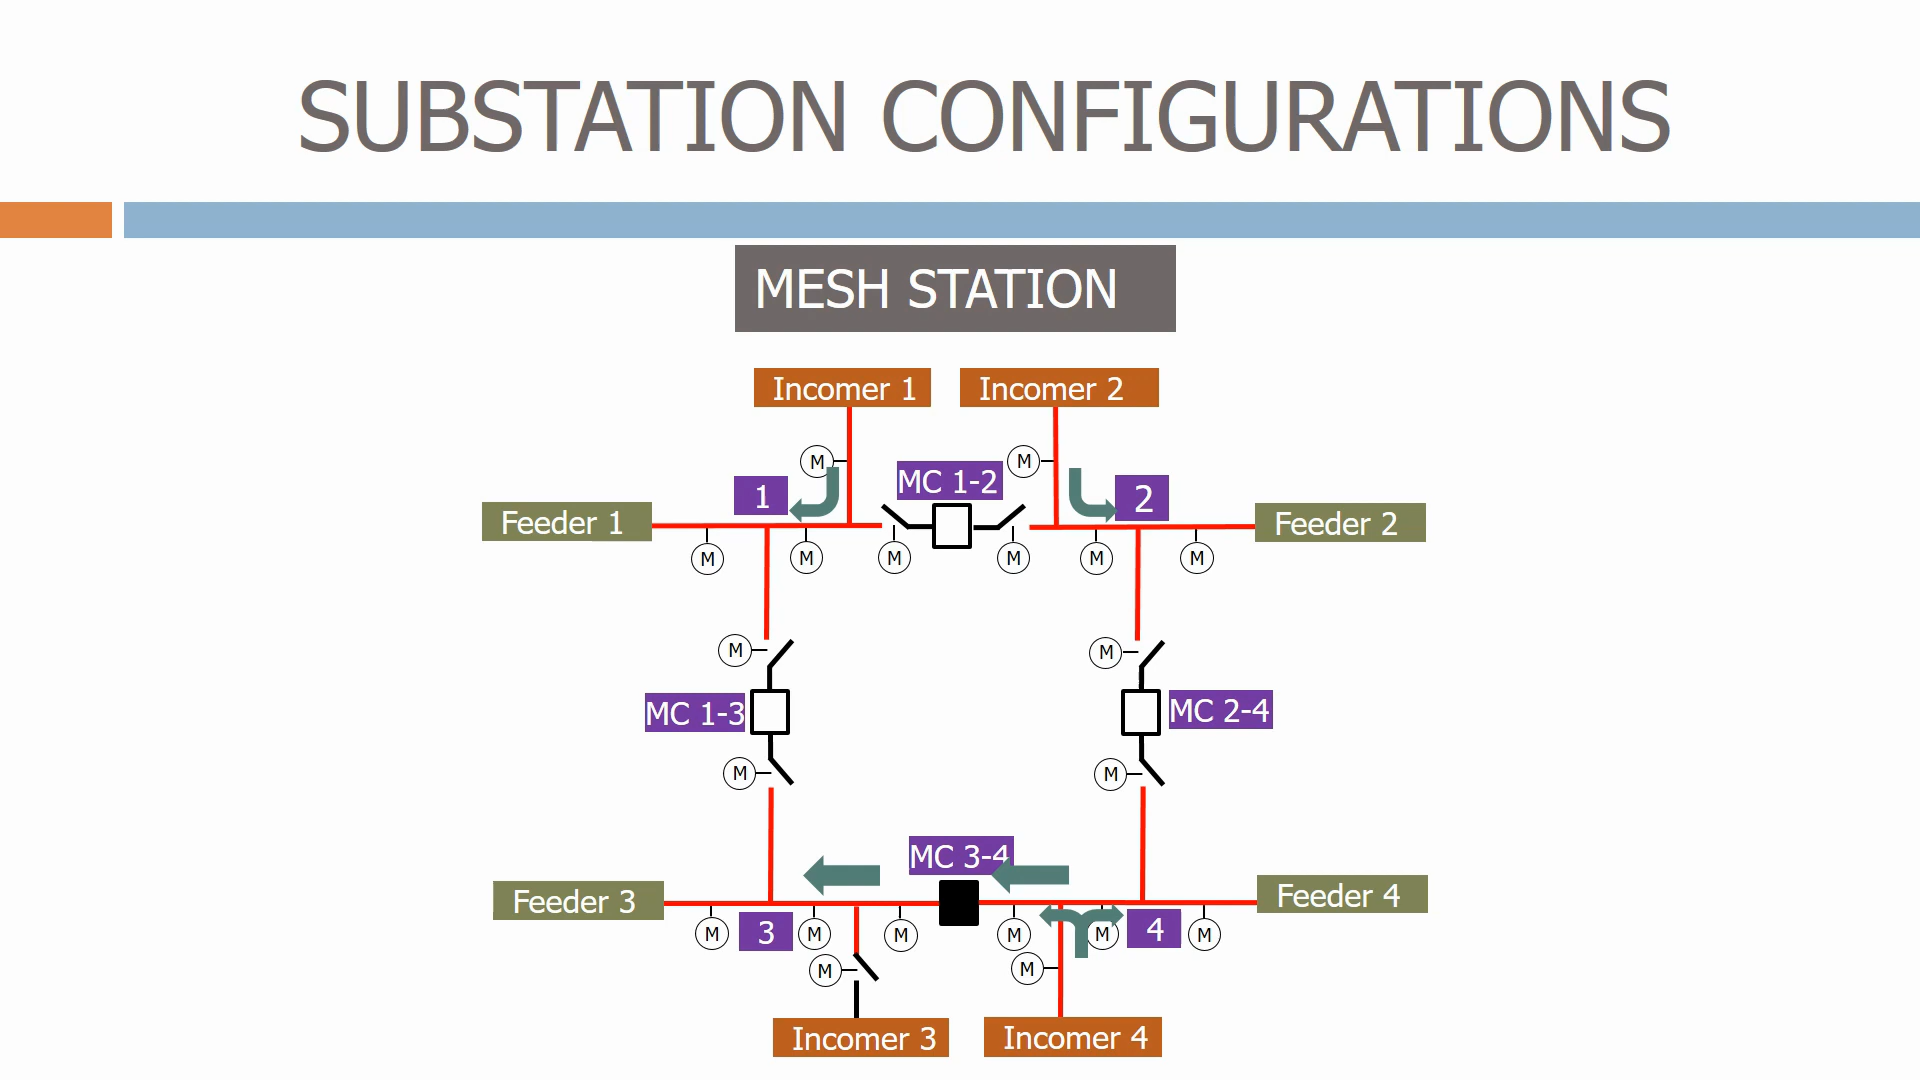 SUBSTATION CONFIGURATIONS
MESH STATION
Incomer 1
Incomer 2
M
M
MC 1-2
1
2
Feeder 1
Feeder 2
M
M
M
M
M
M
M
M
MC 1-3
MC 2-4
M
M
MC 3-4
Feeder 3
Feeder 4
M
3
M
M
M
M
4
M
M
M
Incomer 3
Incomer 4